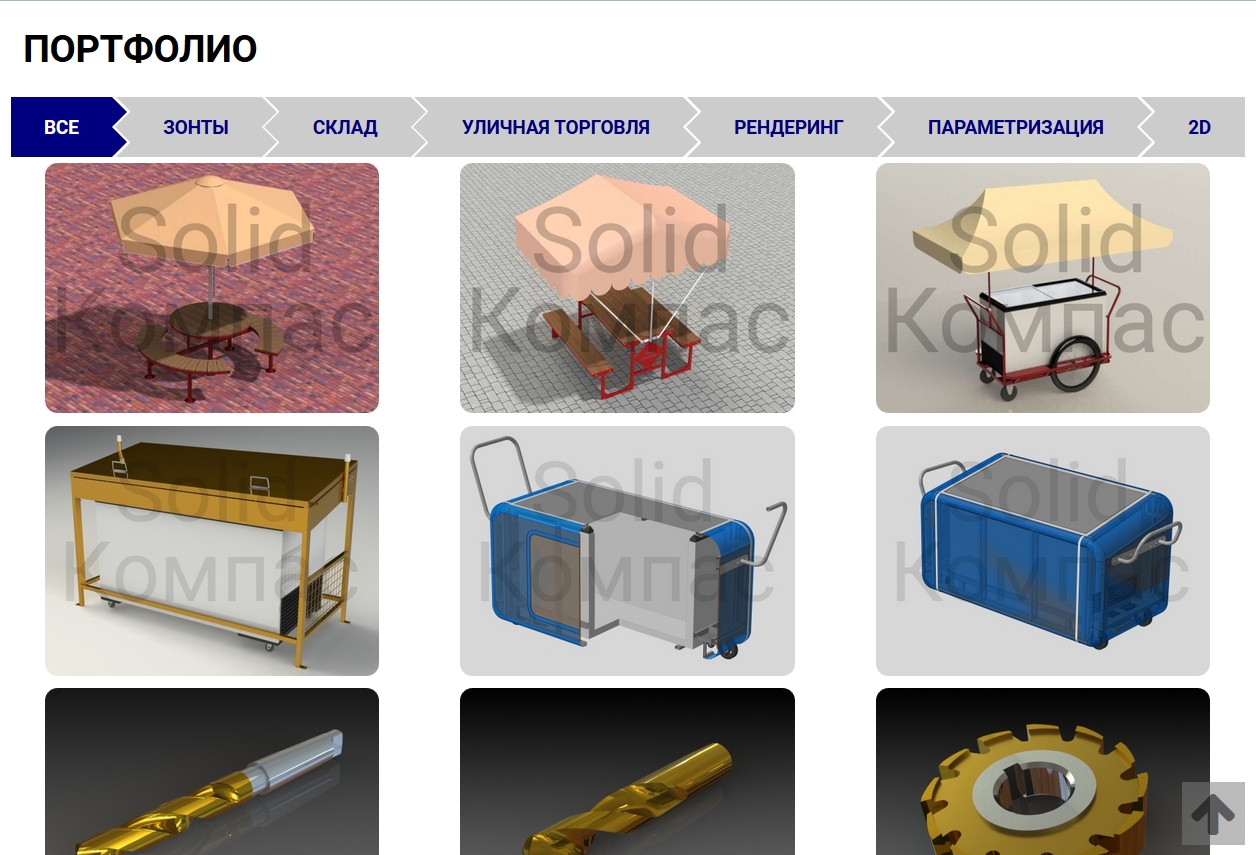 ПОРТФОЛИО
ВСЕ ЗОНТЫ СКЛАД УЛИЧНАЯ ТОРГОВЛЯ РЕНДЕРИНГ ПАРАМЕТРИЗАЦИЯ 2D
Solid Solid Solid
Компас Компас Компас
Solid Solid Solid
Компас Компас Компас